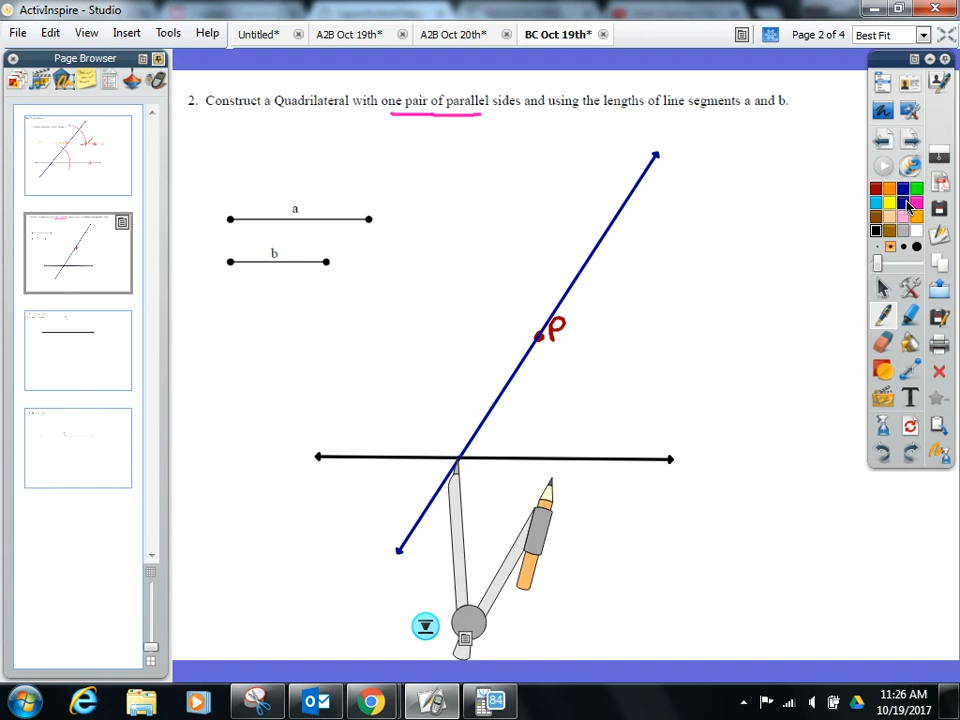 ActivInspire - Studio
File Edit View Insert Tools Help
Untitled* A2B Oct 19th* A2B Oct 20th* BC Oct 19th*
Page 2 of 4 Best Fit
Page Browser
2. Construct a Quadrilateral with one pair of parallel sides and using the lengths of line segments a and b.
a
b
P
T
84
11:26 AM
10/19/2017